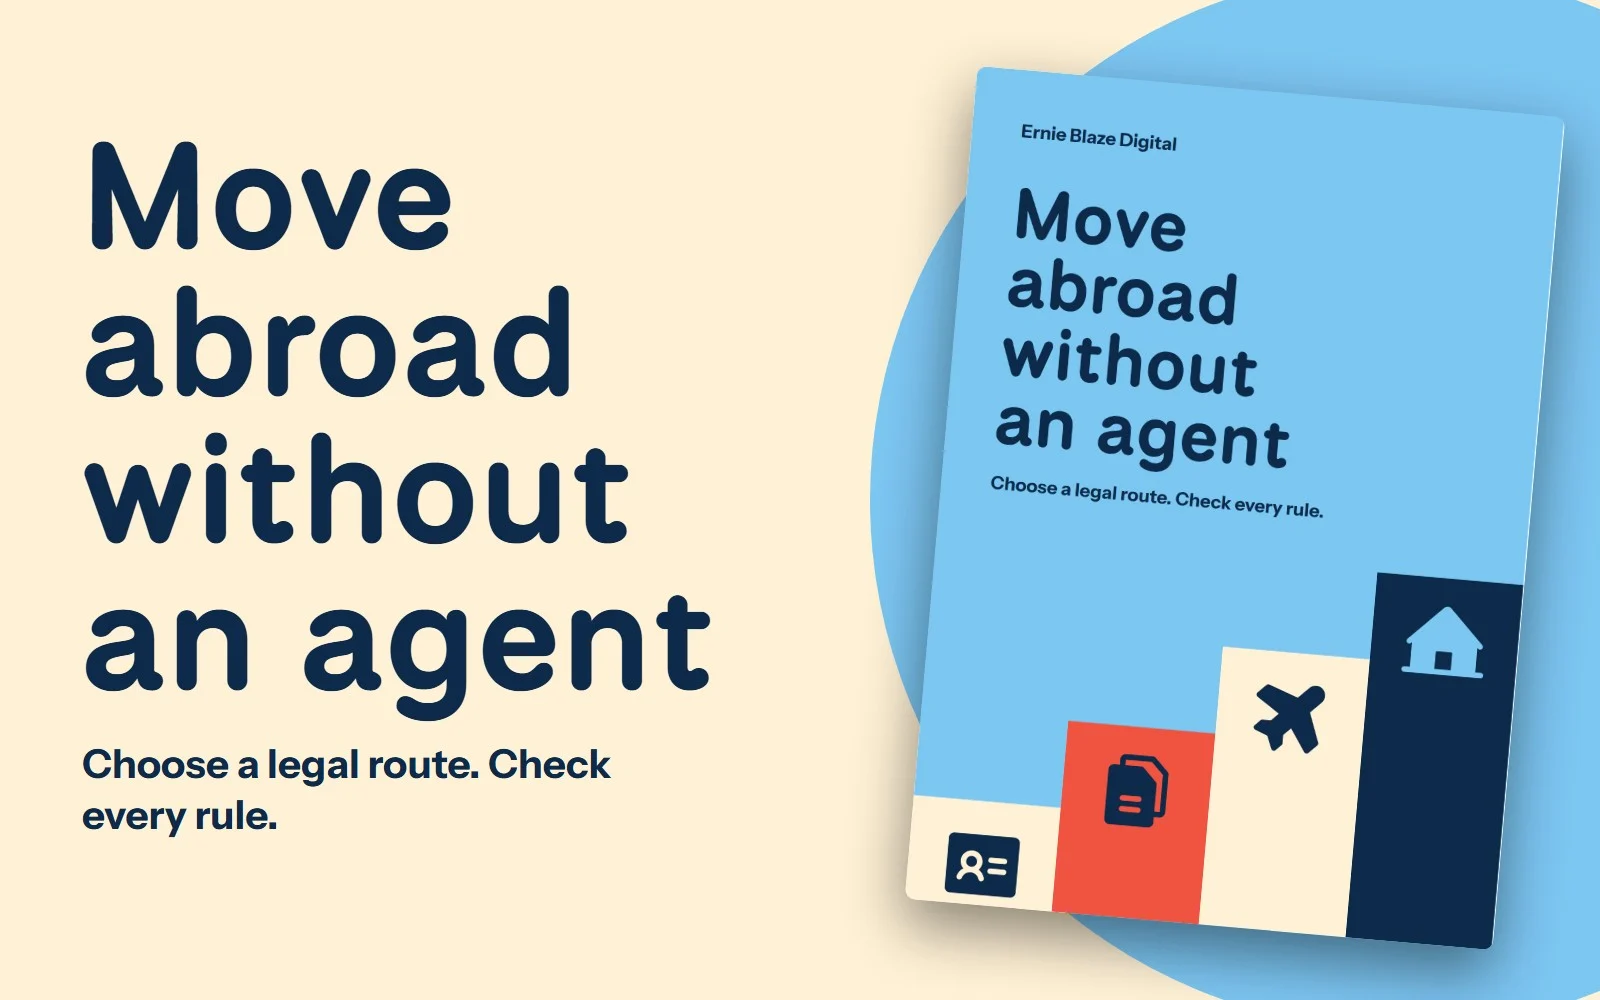 Move
abroad
without
an agent
Choose a legal route. Check
every rule.
Ernie Blaze Digital
Move
abroad
without
an agent
Choose a legal route. Check every rule.